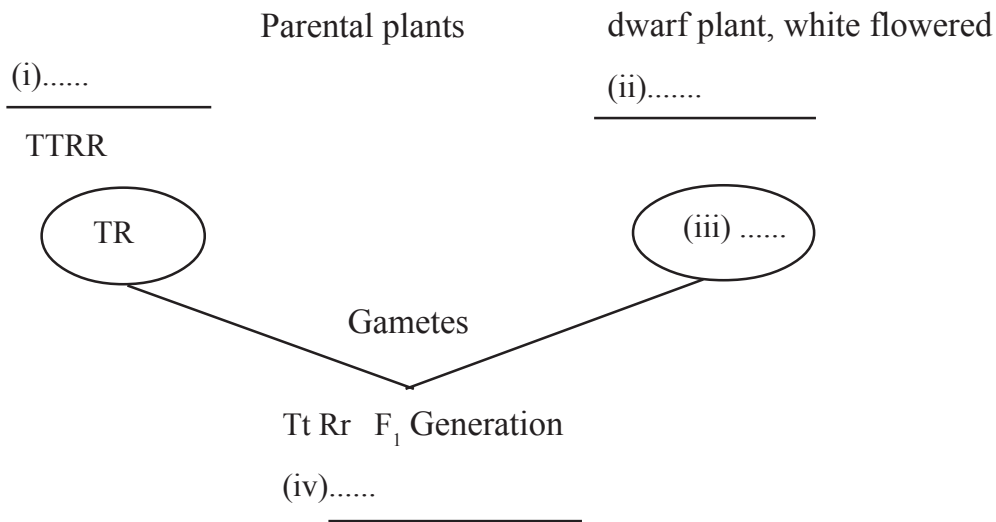 Parental plants dwarf plant, white flowered
(i)...... (ii).......
TTRR
TR (iii) ......
Gametes
Tt Rr F₁ Generation
(iv)......